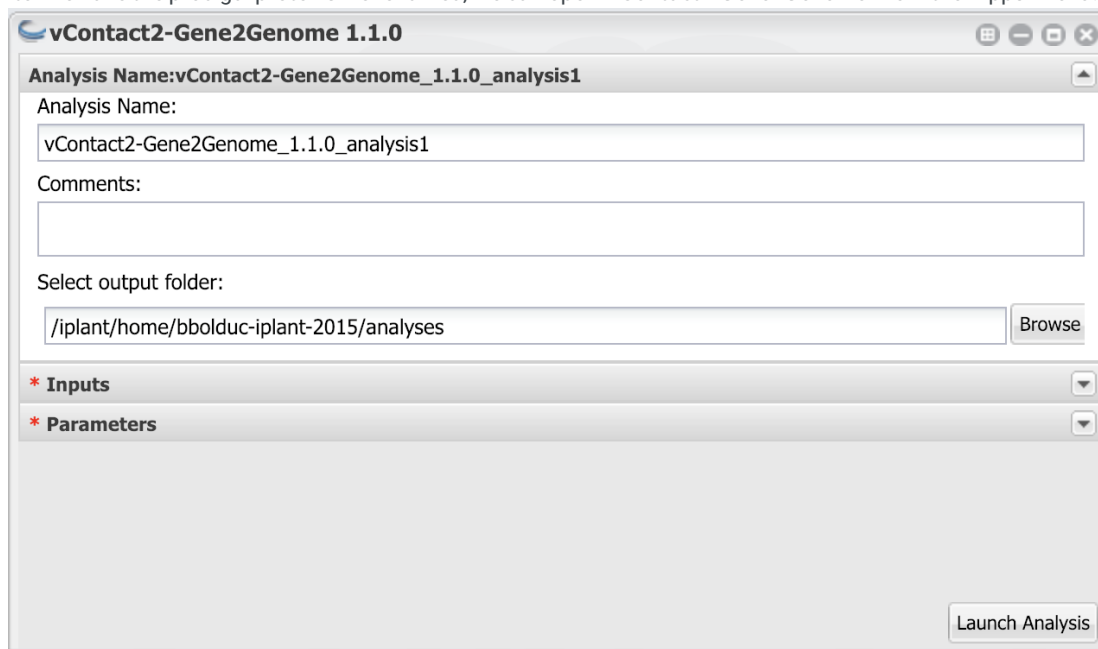 vContact2-Gene2Genome 1.1.0
Analysis Name:vContact2-Gene2Genome_1.1.0_analysis1
Analysis Name:
vContact2-Gene2Genome_1.1.0_analysis1
Comments:
Select output folder:
/iplant/home/bbolduc-iplant-2015/analyses
Browse
* Inputs
* Parameters
Launch Analysis